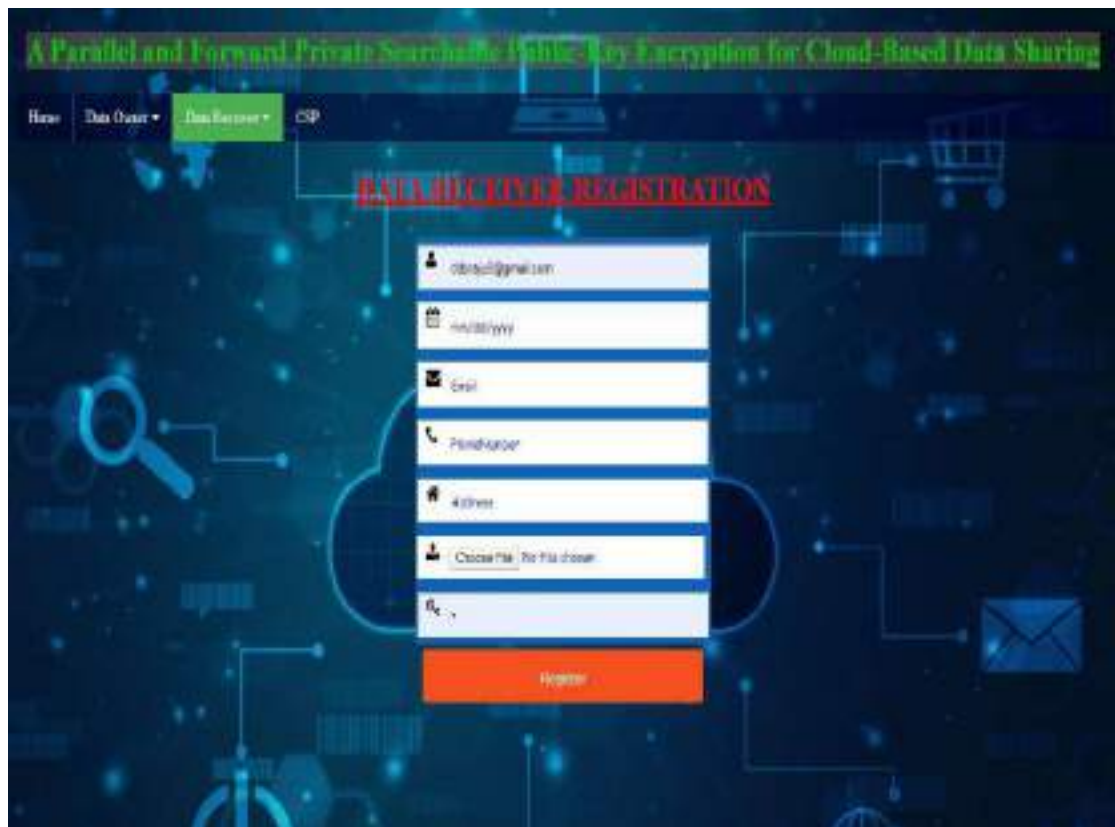 A Parallel and Forward Private Searchable Public-Key Encryption for Cloud-Based Data Sharing
Home Data Owner Data Receiver CSP
DATA RECEIVER REGISTRATION
mm/dd/yyyy
Email
PhoneNumber
Address
Choose File No file chosen
Register